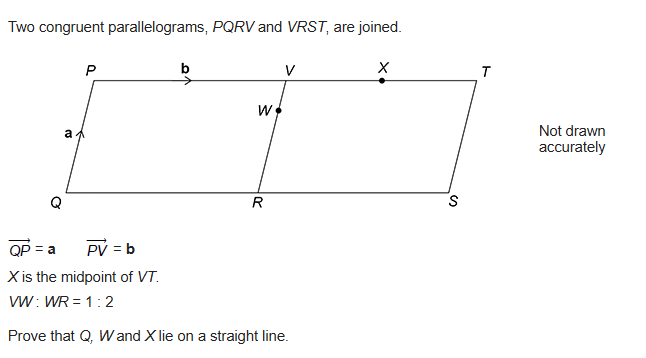 Two congruent parallelograms, PQRV and VRST, are joined.
P b V X T
W
a
Not drawn
accurately
Q R S
QP = a PV = b
X is the midpoint of VT.
VW : WR = 1 : 2
Prove that Q, W and X lie on a straight line.